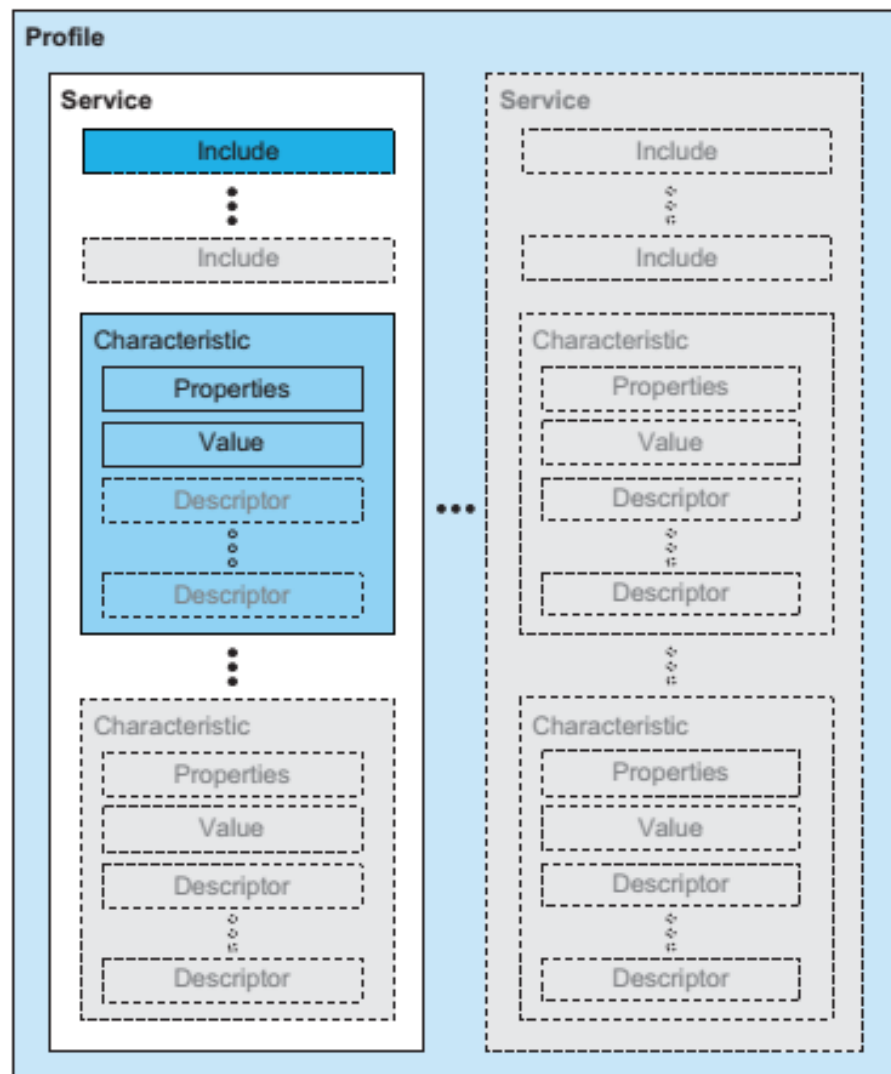 Profile
Service
Include
Include
Characteristic
Properties
Value
Descriptor
Descriptor
Characteristic
Properties
Value
Descriptor
Descriptor
Service
Include
Include
Characteristic
Properties
Value
Descriptor
Descriptor
Characteristic
Properties
Value
Descriptor
Descriptor